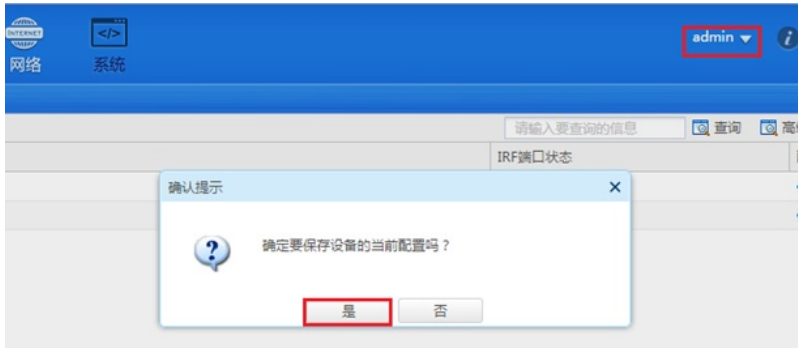 INTERNET
网络
</>
系统
admin
i
请输入要查询的信息
查询
IRF端口状态
确认提示
确定要保存设备的当前配置吗？
是
否